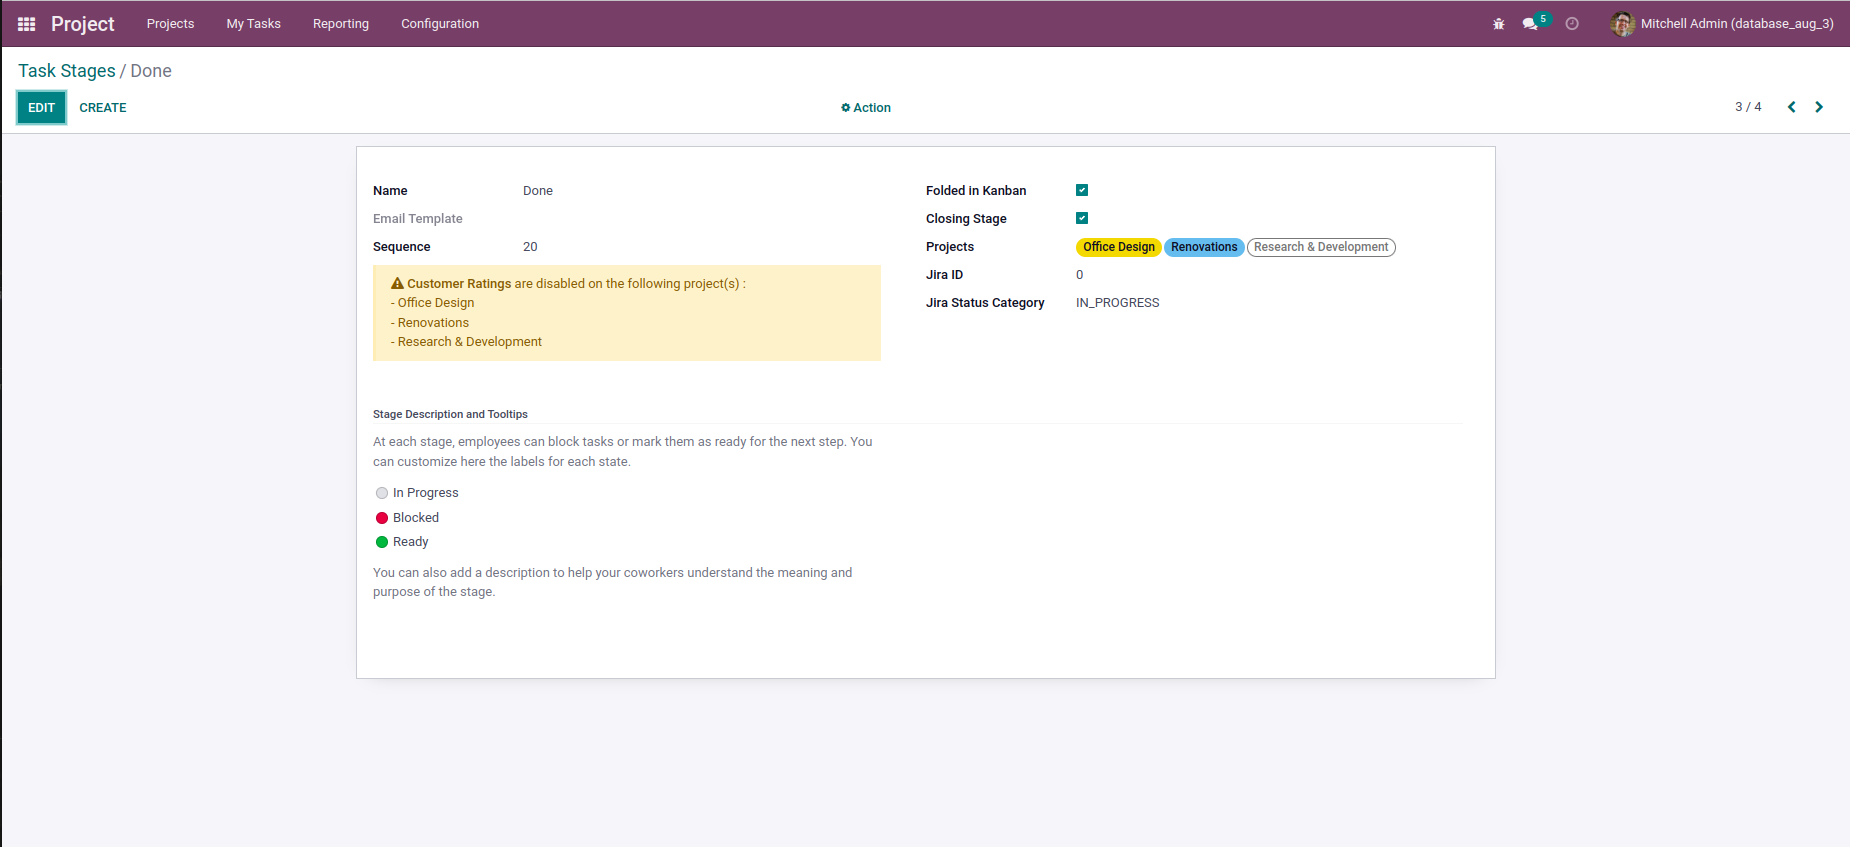 Project Projects My Tasks Reporting Configuration 5 Mitchell Admin (database_aug_3)
Task Stages / Done
EDIT CREATE Action 3 / 4
Name Done
Email Template
Sequence 20
Customer Ratings are disabled on the following project(s) :
- Office Design
- Renovations
- Research & Development
Folded in Kanban
Closing Stage
Projects Office Design Renovations Research & Development
Jira ID 0
Jira Status Category IN_PROGRESS
Stage Description and Tooltips
At each stage, employees can block tasks or mark them as ready for the next step. You
can customize here the labels for each state.
In Progress
Blocked
Ready
You can also add a description to help your coworkers understand the meaning and
purpose of the stage.